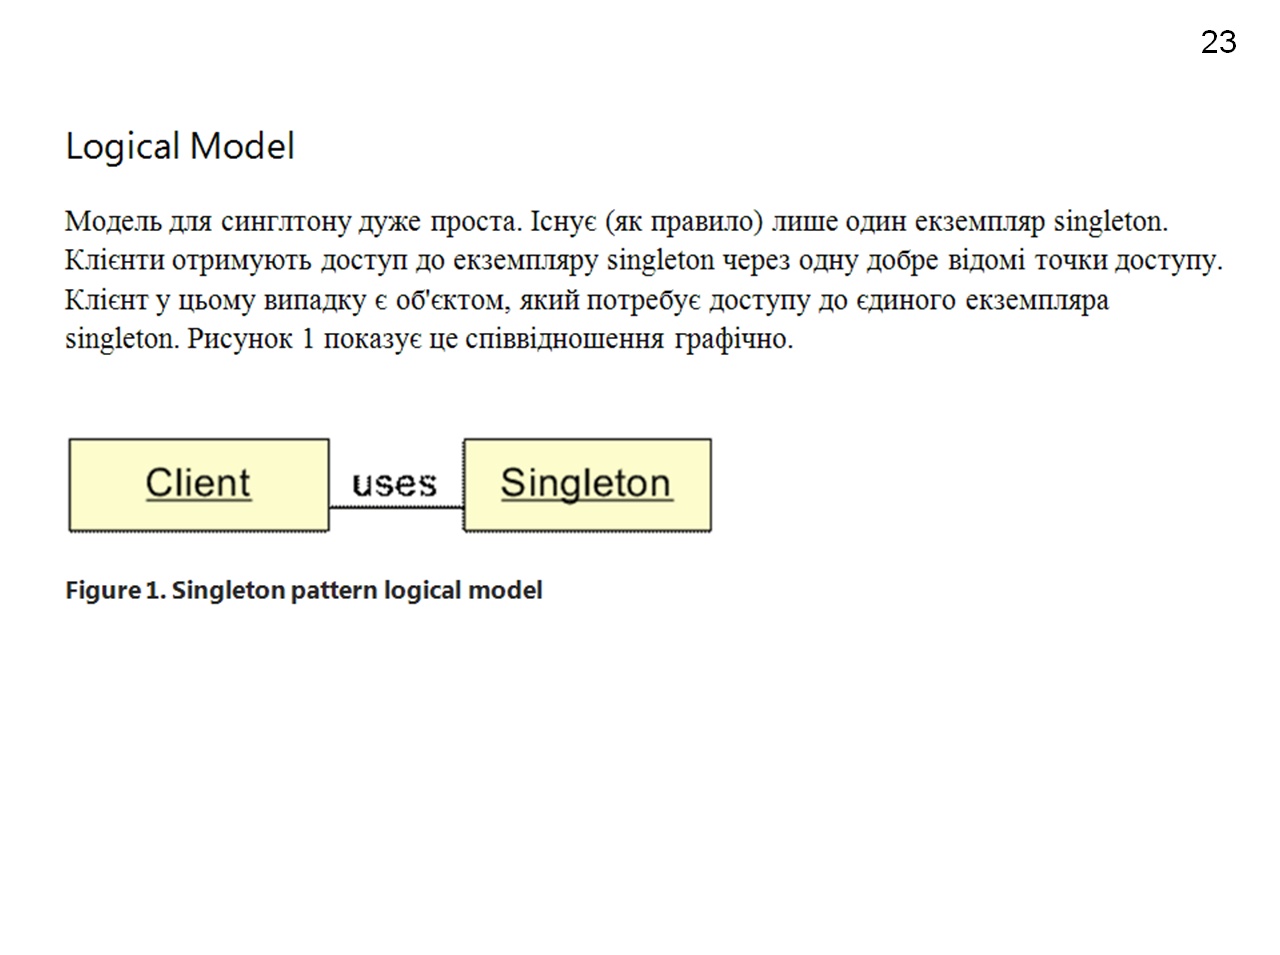 23
Logical Model
Модель для синглтону дуже проста. Існує (як правило) лише один екземпляр singleton.
Клієнти отримують доступ до екземпляру singleton через одну добре відомі точки доступу.
Клієнт у цьому випадку є об'єктом, який потребує доступу до єдиного екземпляра
singleton. Рисунок 1 показує це співвідношення графічно.
Client uses Singleton
Figure 1. Singleton pattern logical model